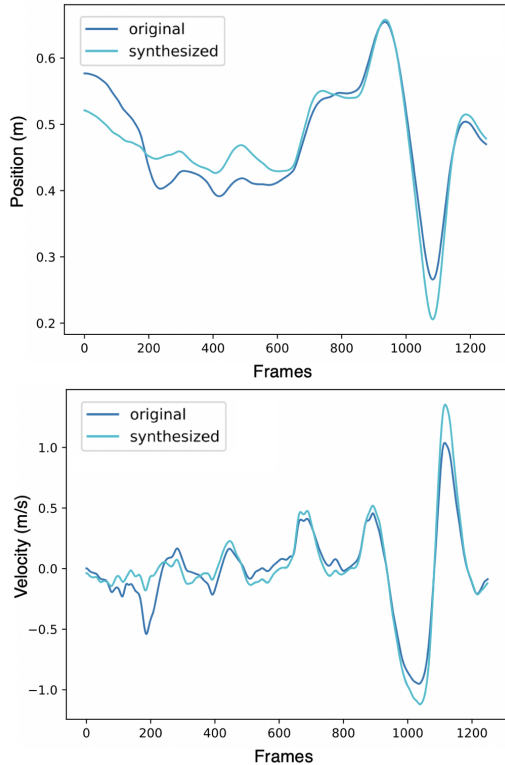 original
synthesized
Position (m)
0.6
0.5
0.4
0.3
0.2
0 200 400 600 800 1000 1200
Frames
original
synthesized
Velocity (m/s)
1.0
0.5
0.0
−0.5
−1.0
0 200 400 600 800 1000 1200
Frames